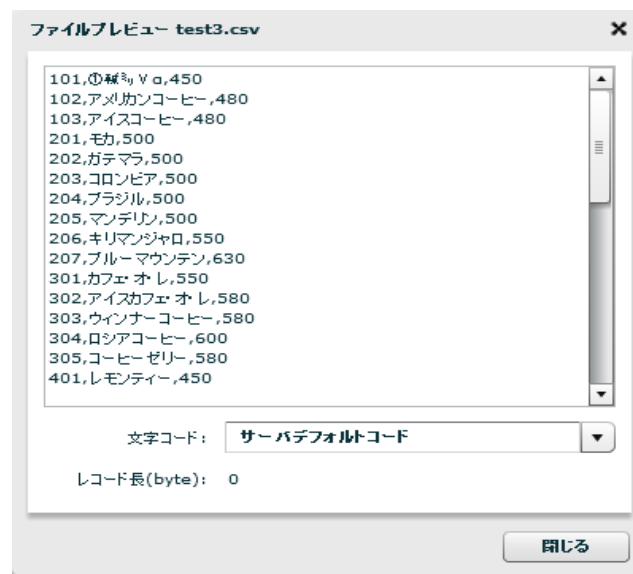 ファイルプレビュー test3.csv
102,アメリカンコーヒー,480
103,アイスコーヒー,480
201,モカ,500
202,ガテマラ,500
203,コロンビア,500
204,ブラジル,500
205,マンデリン,500
206,キリマンジャロ,550
207,ブルーマウンテン,630
301,カフェ・オ・レ,550
302,アイスカフェ・オ・レ,580
303,ウィンナーコーヒー,580
304,ロシアコーヒー,600
305,コーヒーゼリー,580
401,レモンティー,450
文字コード: サーバデフォルトコード
レコード長(byte): 0
閉じる